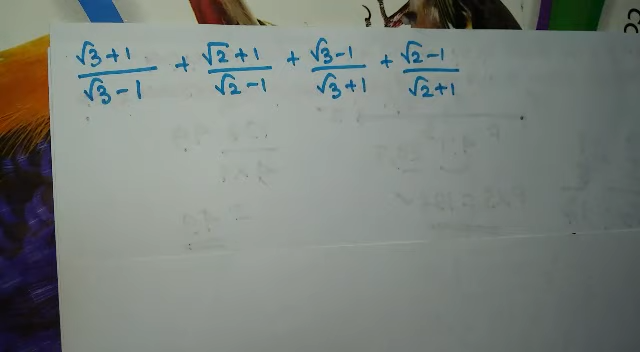 (√3+1)/(√3-1) + (√2+1)/(√2-1) + (√3-1)/(√3+1) + (√2-1)/(√2+1)